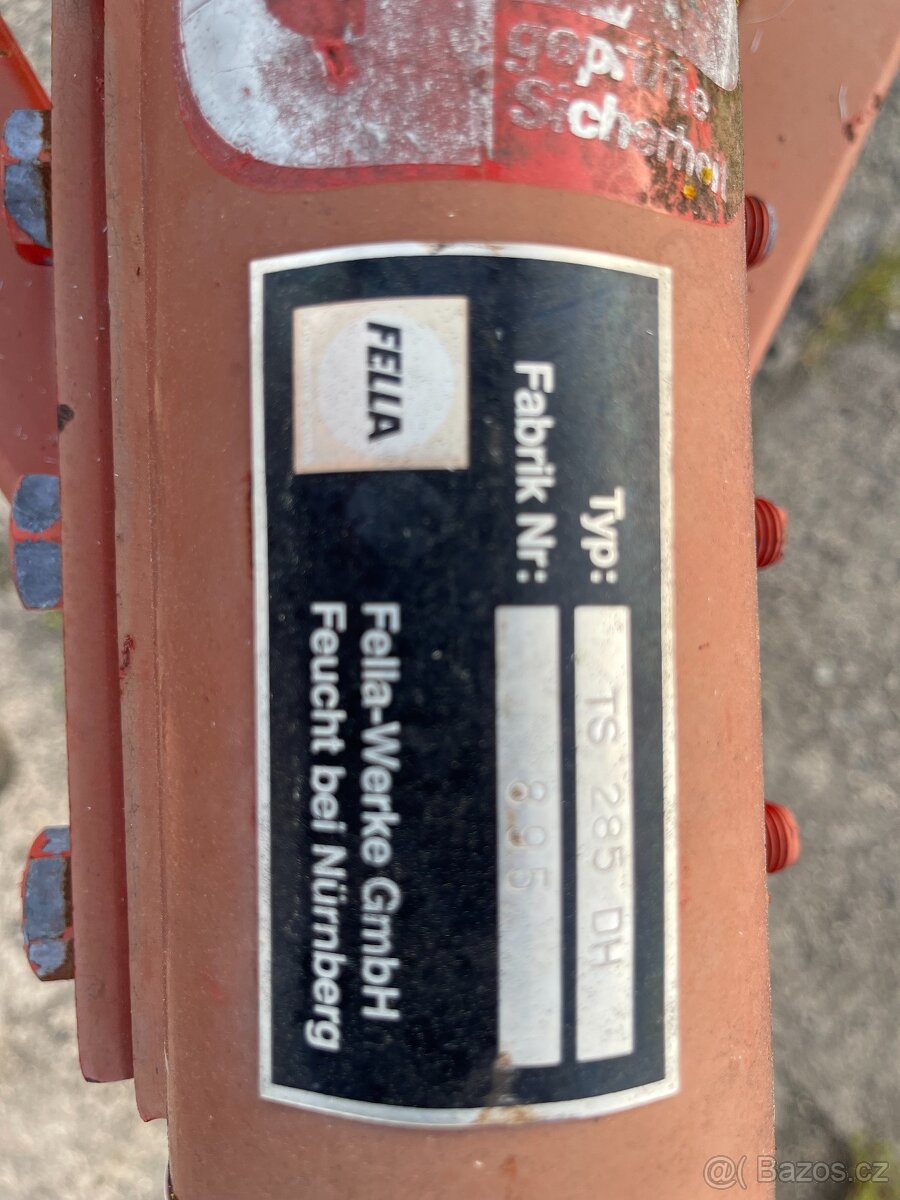 geprüfte
Sicherheit
Typ: TS 285 DH
Fabrik Nr: 895
FELLA
Fella-Werke GmbH
Feucht bei Nürnberg
@( Bazos.cz